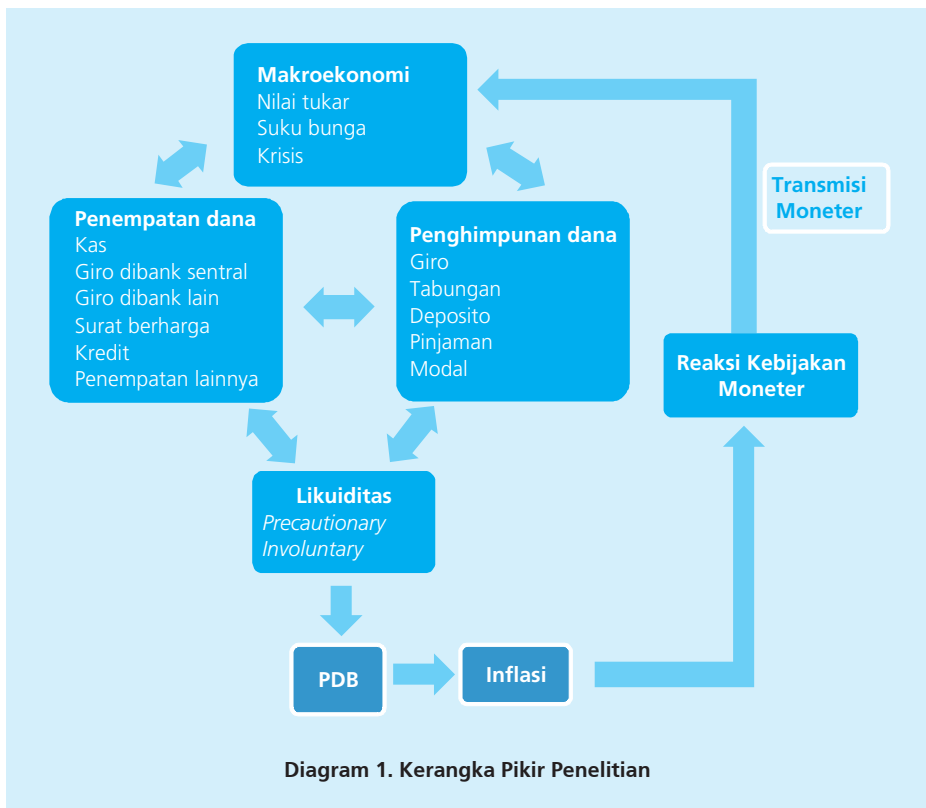 Makroekonomi
Nilai tukar
Suku bunga
Krisis
Transmisi
Moneter
Penempatan dana
Kas
Giro dibank sentral
Giro dibank lain
Surat berharga
Kredit
Penempatan lainnya
Penghimpunan dana
Giro
Tabungan
Deposito
Pinjaman
Modal
Reaksi Kebijakan
Moneter
Likuiditas
Precautionary
Involuntary
PDB
Inflasi
Diagram 1. Kerangka Pikir Penelitian